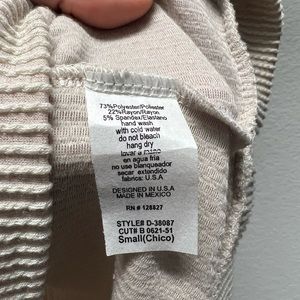 73%Polyester/Poliester
22%Rayon/Rayon
5% Spandex/Elastano
hand wash
with cold water
do not bleach
hang dry
lavar a mano
en agua fria
no use blanqueador
secar extendido
fabrics: U.S.A
DESIGNED IN U.S.A
MADE IN MEXICO
RN # 128827
STYLE# D-38087
CUT# B 0621-51
Small(Chico)